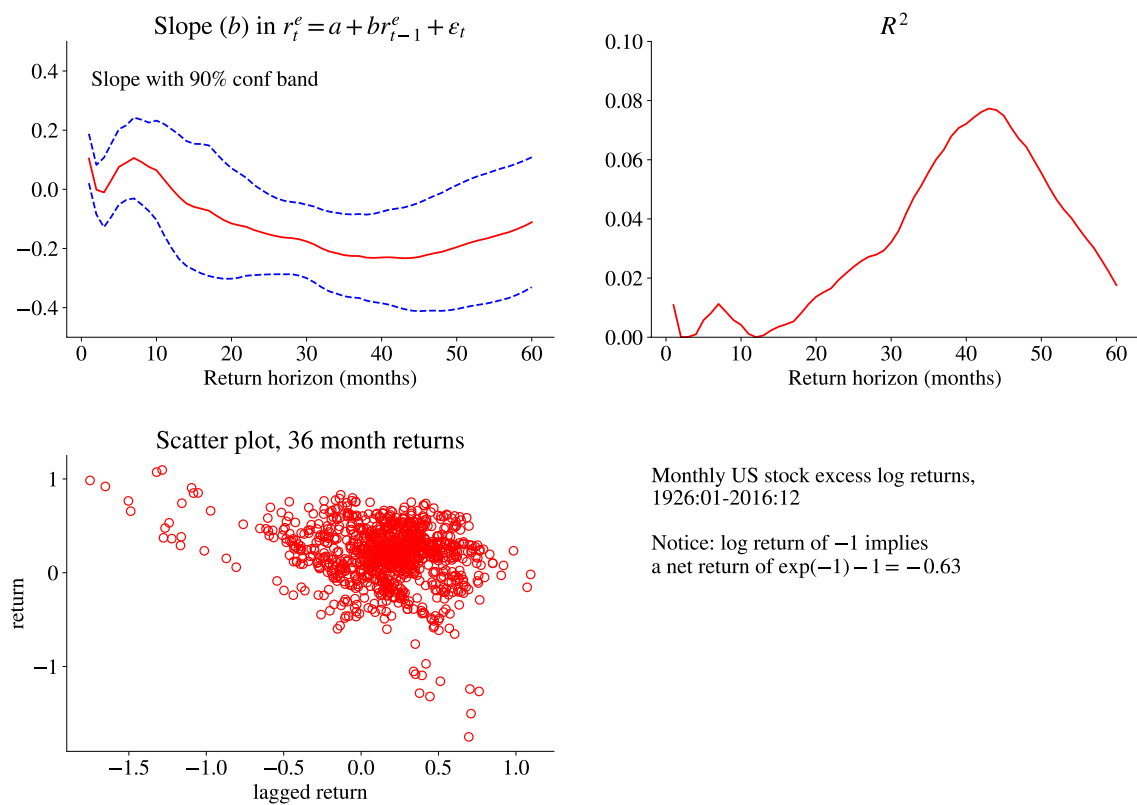 Slope (b) in r_t^e = a + br_{t−1}^e + ε_t
Slope with 90% conf band
0.4
0.2
0.0
−0.2
−0.4
0 10 20 30 40 50 60
Return horizon (months)
R²
0.10
0.08
0.06
0.04
0.02
0.00
0 10 20 30 40 50 60
Return horizon (months)
Scatter plot, 36 month returns
1
0
−1
return
−1.5 −1.0 −0.5 0.0 0.5 1.0
lagged return
Monthly US stock excess log returns,
1926:01-2016:12
Notice: log return of −1 implies
a net return of exp(−1) − 1 = −0.63